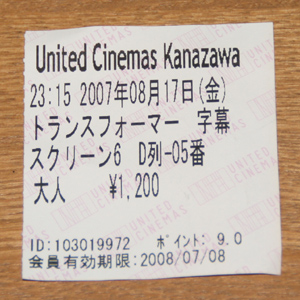 United Cinemas Kanazawa
23:15 2007年08月17日(金)
トランスフォーマー 字幕
スクリーン6 D列-05番
大人 ¥1,200
ID:103019972 ポイント: 9.0
会員有効期限:2008/07/08